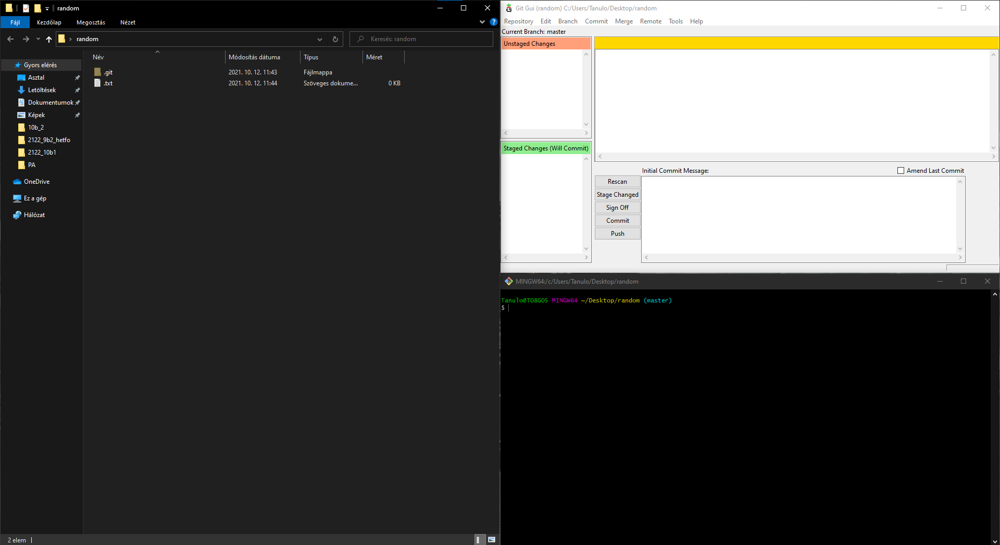 random
Fájl Kezdőlap Megosztás Nézet
random
Keresés: random
Gyors elérés
Asztal
Letöltések
Dokumentumok
Képek
10b_2
2122_9b2_hetfo
2122_10b1
PA
OneDrive
Ez a gép
Hálózat
Név Módosítás dátuma Típus Méret
.git 2021. 10. 12. 11:43 Fájlmappa
.txt 2021. 10. 12. 11:44 Szöveges dokume... 0 KB
2 elem
Git Gui (random) C:/Users/Tanulo/Desktop/random
Repository Edit Branch Commit Merge Remote Tools Help
Current Branch: master
Unstaged Changes
Staged Changes (Will Commit)
Initial Commit Message: Amend Last Commit
Rescan
Stage Changed
Sign Off
Commit
Push
MINGW64:/c/Users/Tanulo/Desktop/random
Tanulo@TO8GO5 MINGW64 ~/Desktop/random (master)
$